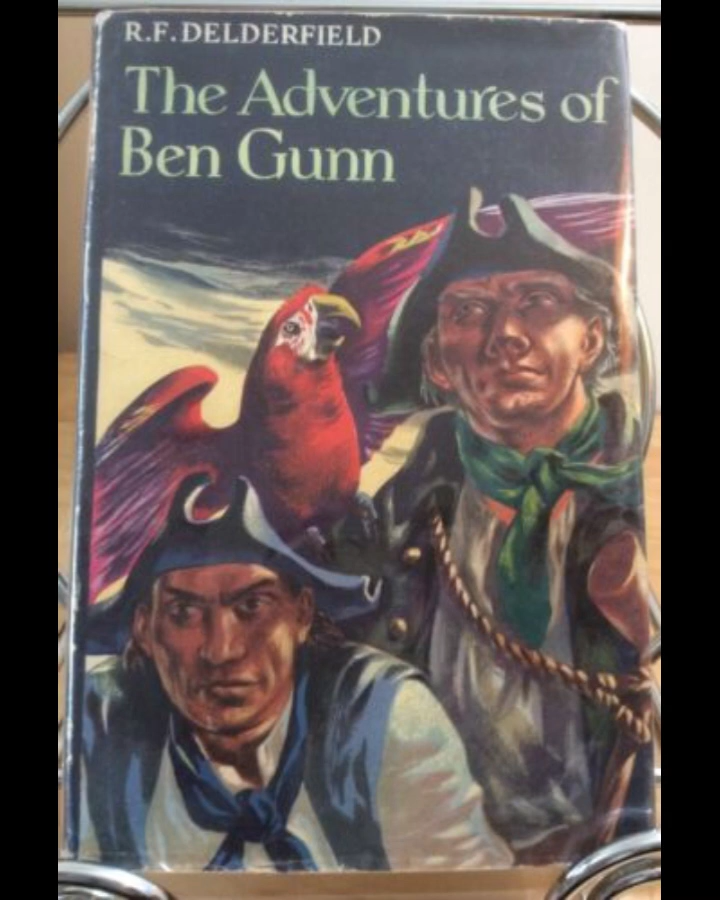 R.F. DELDERFIELD
The Adventures of
Ben Gunn